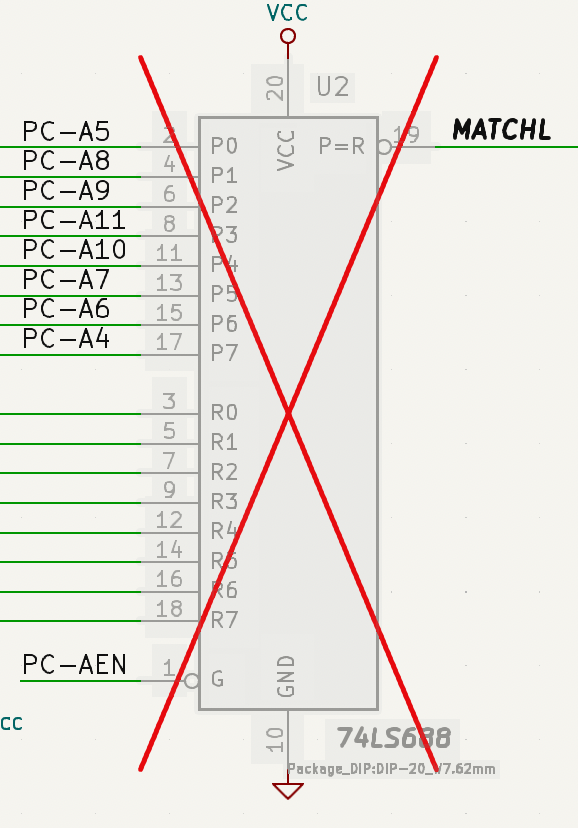 VCC
20
U2
PC-A5 2 P0 VCC P=R 19 MATCHL
PC-A8 4 P1
PC-A9 6 P2
PC-A11 8 P3
PC-A10 11 P4
PC-A7 13 P5
PC-A6 15 P6
PC-A4 17 P7
3 R0
5 R1
7 R2
9 R3
12 R4
14 R5
16 R6
18 R7
PC-AEN 1 G GND
CC
10 74LS688
Package_DIP:DIP-20_W7.62mm